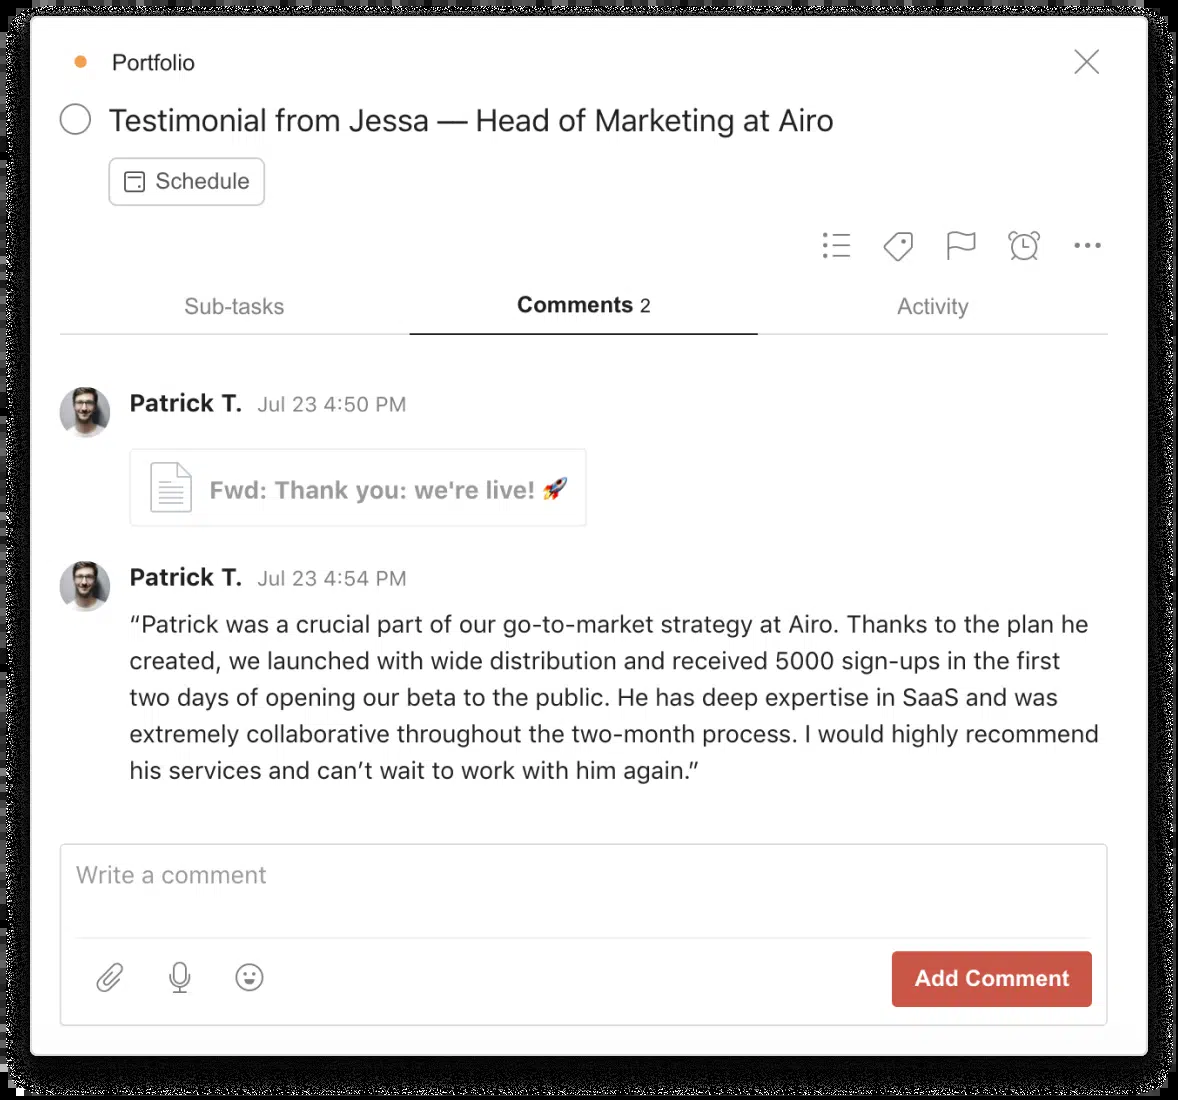 Portfolio
Testimonial from Jessa — Head of Marketing at Airo
Schedule
Sub-tasks
Comments 2
Activity
Patrick T. Jul 23 4:50 PM
Fwd: Thank you: we're live! 🚀
Patrick T. Jul 23 4:54 PM
“Patrick was a crucial part of our go-to-market strategy at Airo. Thanks to the plan he
created, we launched with wide distribution and received 5000 sign-ups in the first
two days of opening our beta to the public. He has deep expertise in SaaS and was
extremely collaborative throughout the two-month process. I would highly recommend
his services and can’t wait to work with him again.”
Write a comment
Add Comment